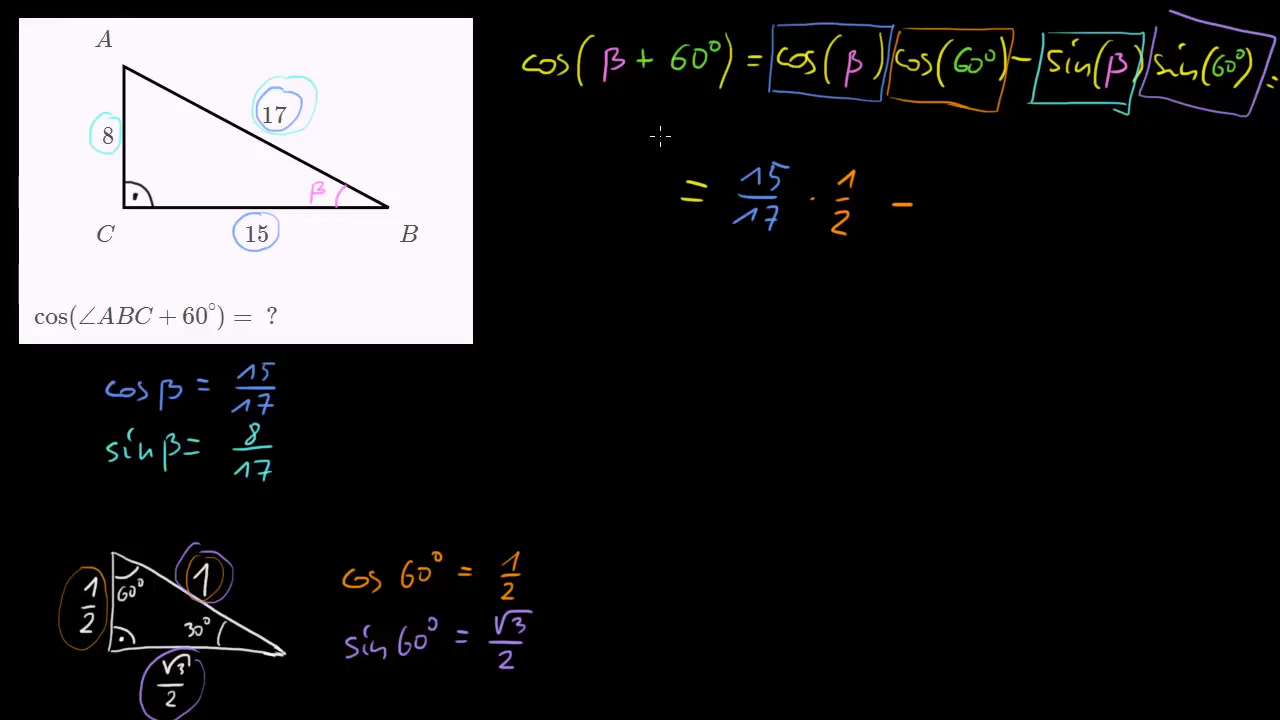 A
17
8
β
C
15
B
cos(∠ABC + 60°) = ?
cos(β + 60°) = cos(β) cos(60°) − sin(β) sin(60°) =
= 15/17 · 1/2 −
cos β = 15/17
sin β = 8/17
1/2
60°
1
30°
√3/2
cos 60° = 1/2
sin 60° = √3/2